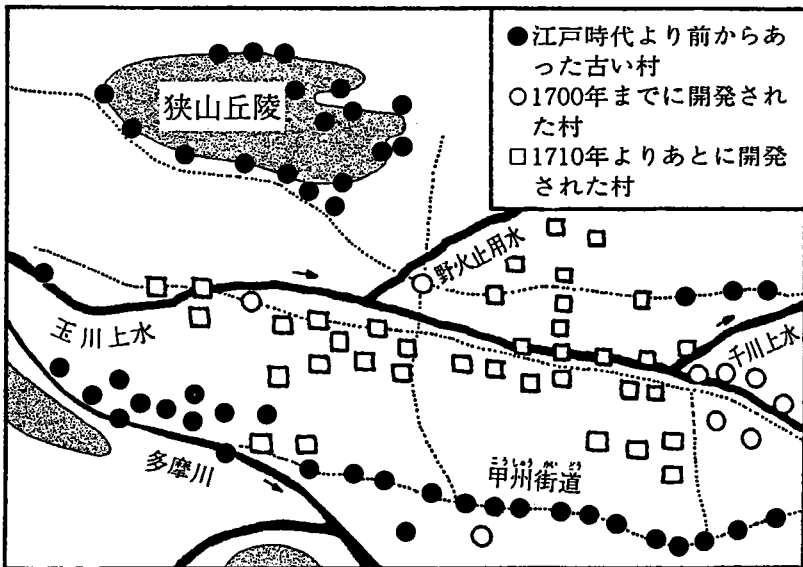 ●江戸時代より前からあ
った古い村
○1700年までに開発され
た村
□1710年よりあとに開発
された村
狭山丘陵
野火止用水
玉川上水
千川上水
多摩川
こうしゅうかいどう
甲州街道